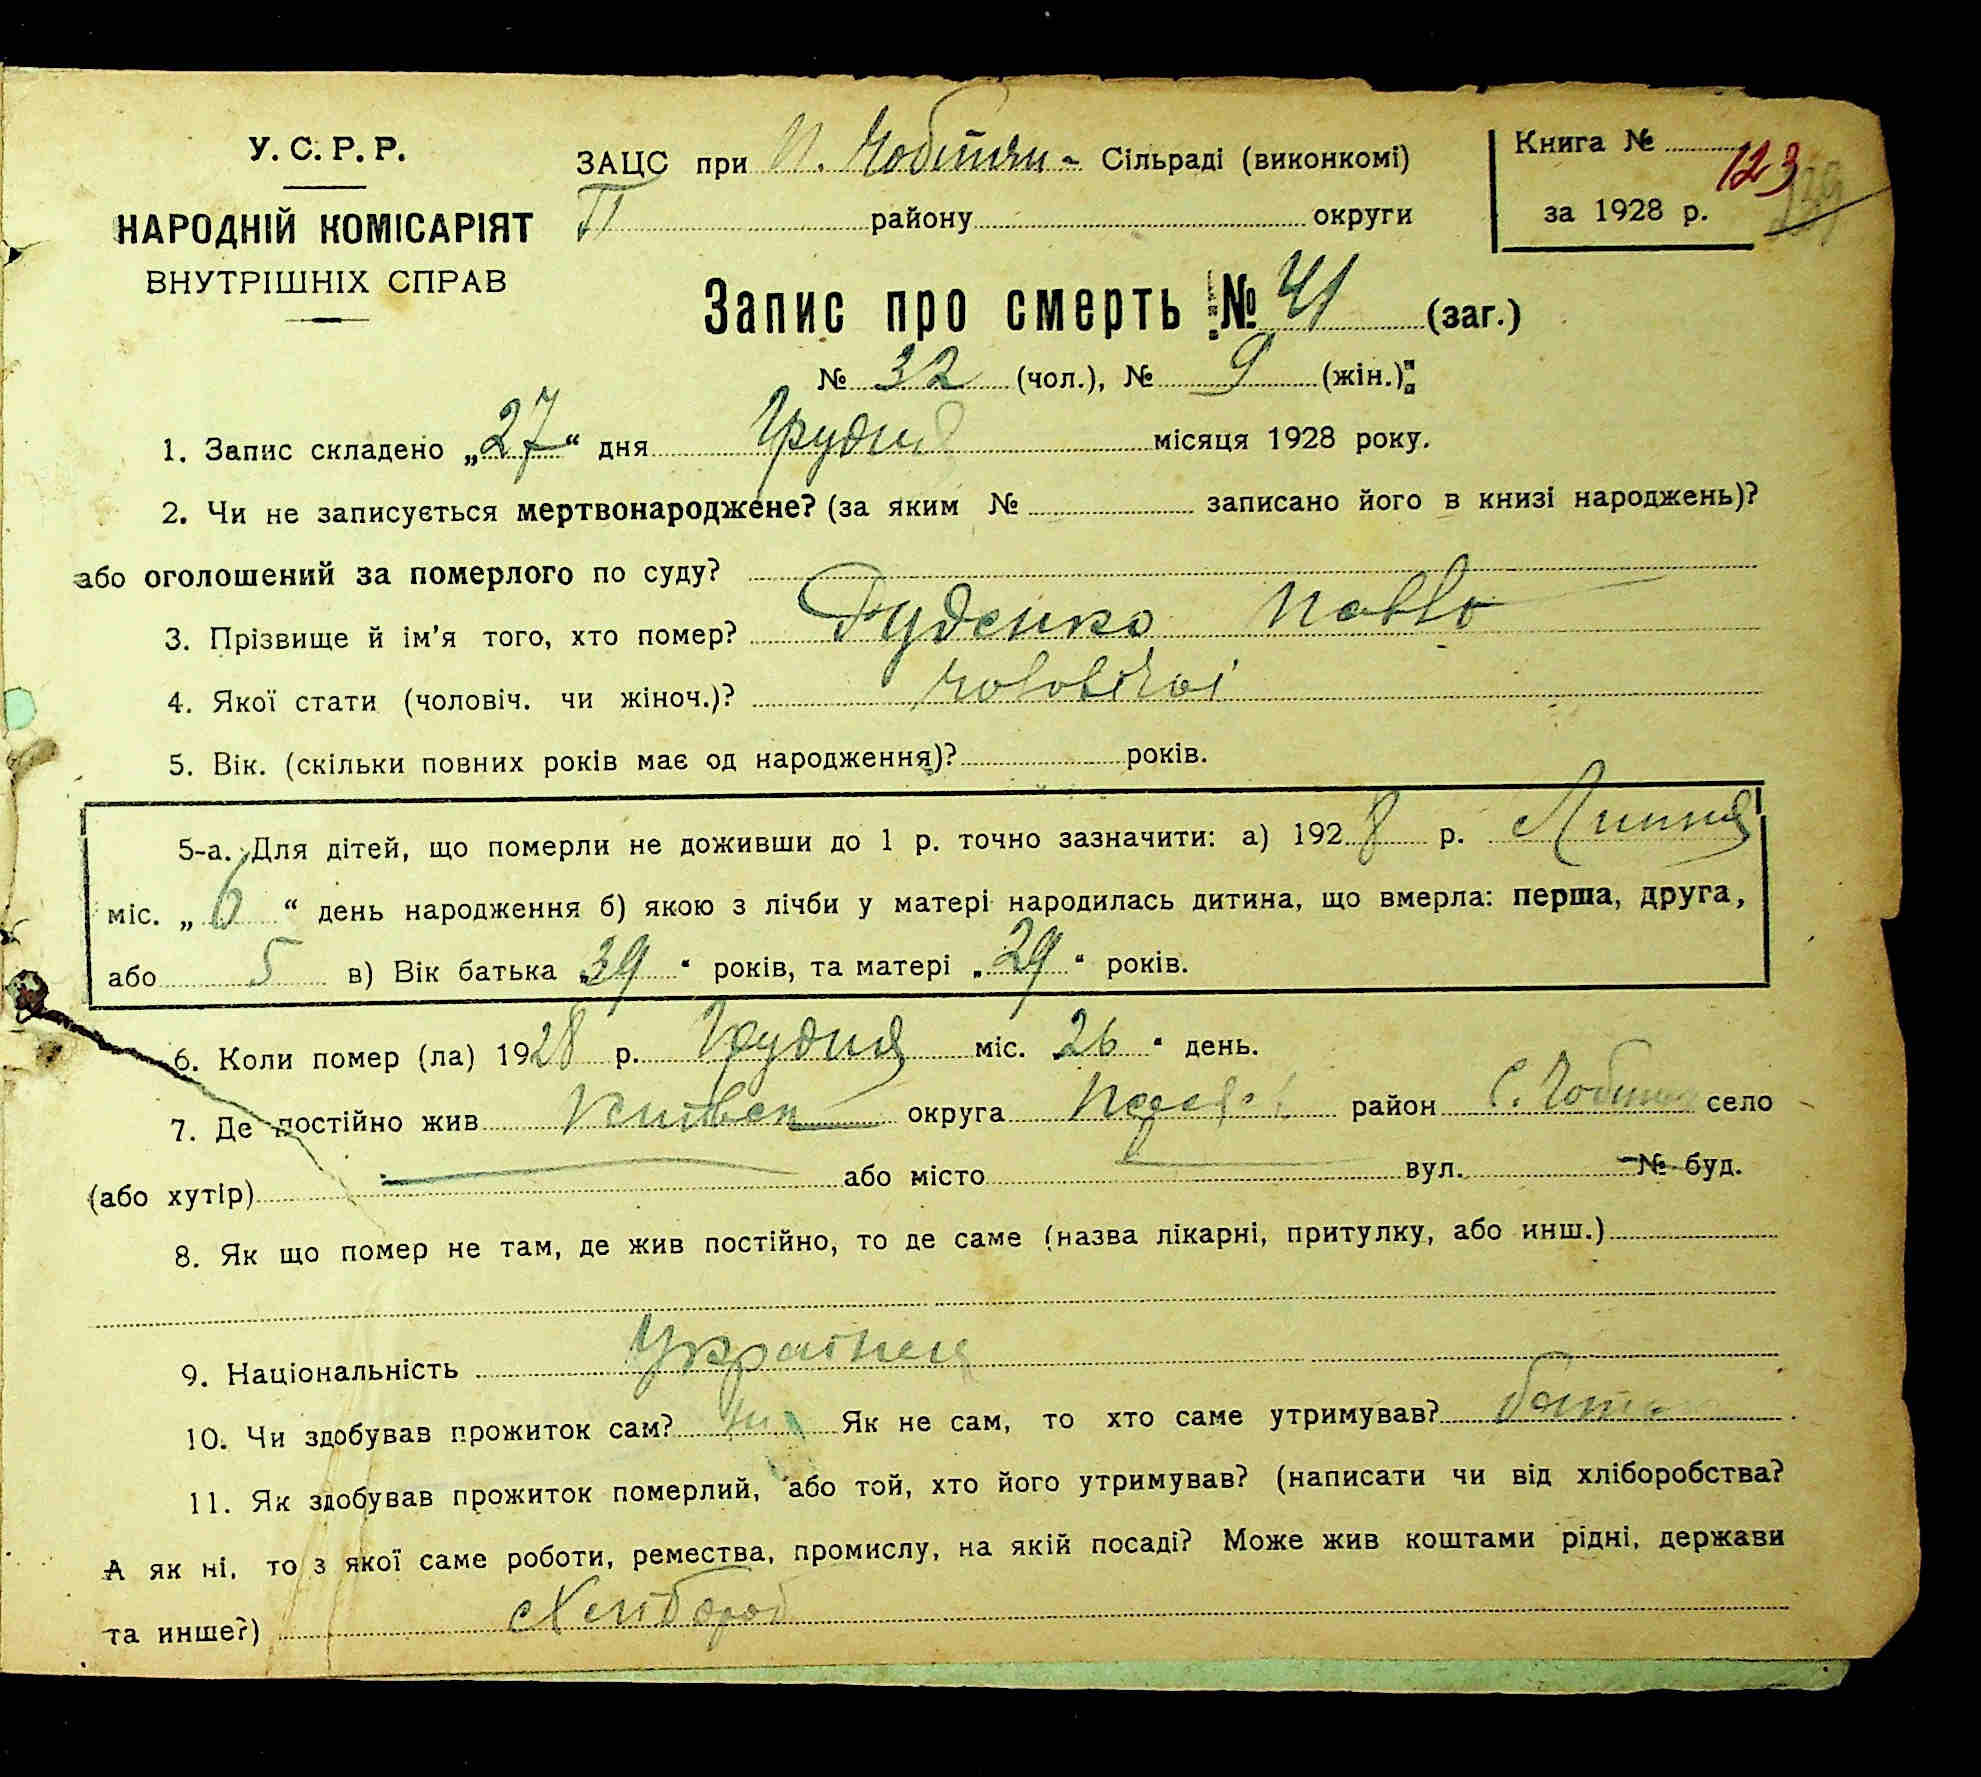 У. С. Р. Р.
НАРОДНІЙ КОМІСАРІЯТ
ВНУТРІШНІХ СПРАВ
ЗАЦС при Сільраді (виконкомі)
району округи
Книга №
123
за 1928 р.
139
Запис про смерть № 41 (заг.)
№ 32 (чол.), № 9 (жін.)
1. Запис складено „27“ дня Грудня місяця 1928 року.
2. Чи не записується мертвонароджене? (за яким № записано його в книзі народжень)?
або оголошений за померлого по суду?
3. Прізвище й ім'я того, хто помер? Руденко Павло
4. Якої стати (чоловіч. чи жіноч.)? чоловічої
5. Вік. (скільки повних років має од народження)? років.
5-а. Для дітей, що померли не доживши до 1 р. точно зазначити: а) 1928 р. Липня
міс. „6“ день народження б) якою з лічби у матері народилась дитина, що вмерла: перша, друга,
або 5 в) Вік батька „39“ років, та матері „29“ років.
6. Коли помер (ла) 1928 р. Грудня міс. 26“ день.
7. Де постійно жив округа район село
(або хутір) або місто вул. № буд.
8. Як що помер не там, де жив постійно, то де саме (назва лікарні, притулку, або инш.)
9. Національність Українец
10. Чи здобував прожиток сам? ні Як не сам, то хто саме утримував?
11. Як здобував прожиток померлий, або той, хто його утримував? (написати чи від хліборобства?
А як ні, то з якої саме роботи, ремества, промислу, на якій посаді? Може жив коштами рідні, держави
та инше?) Хлібороб